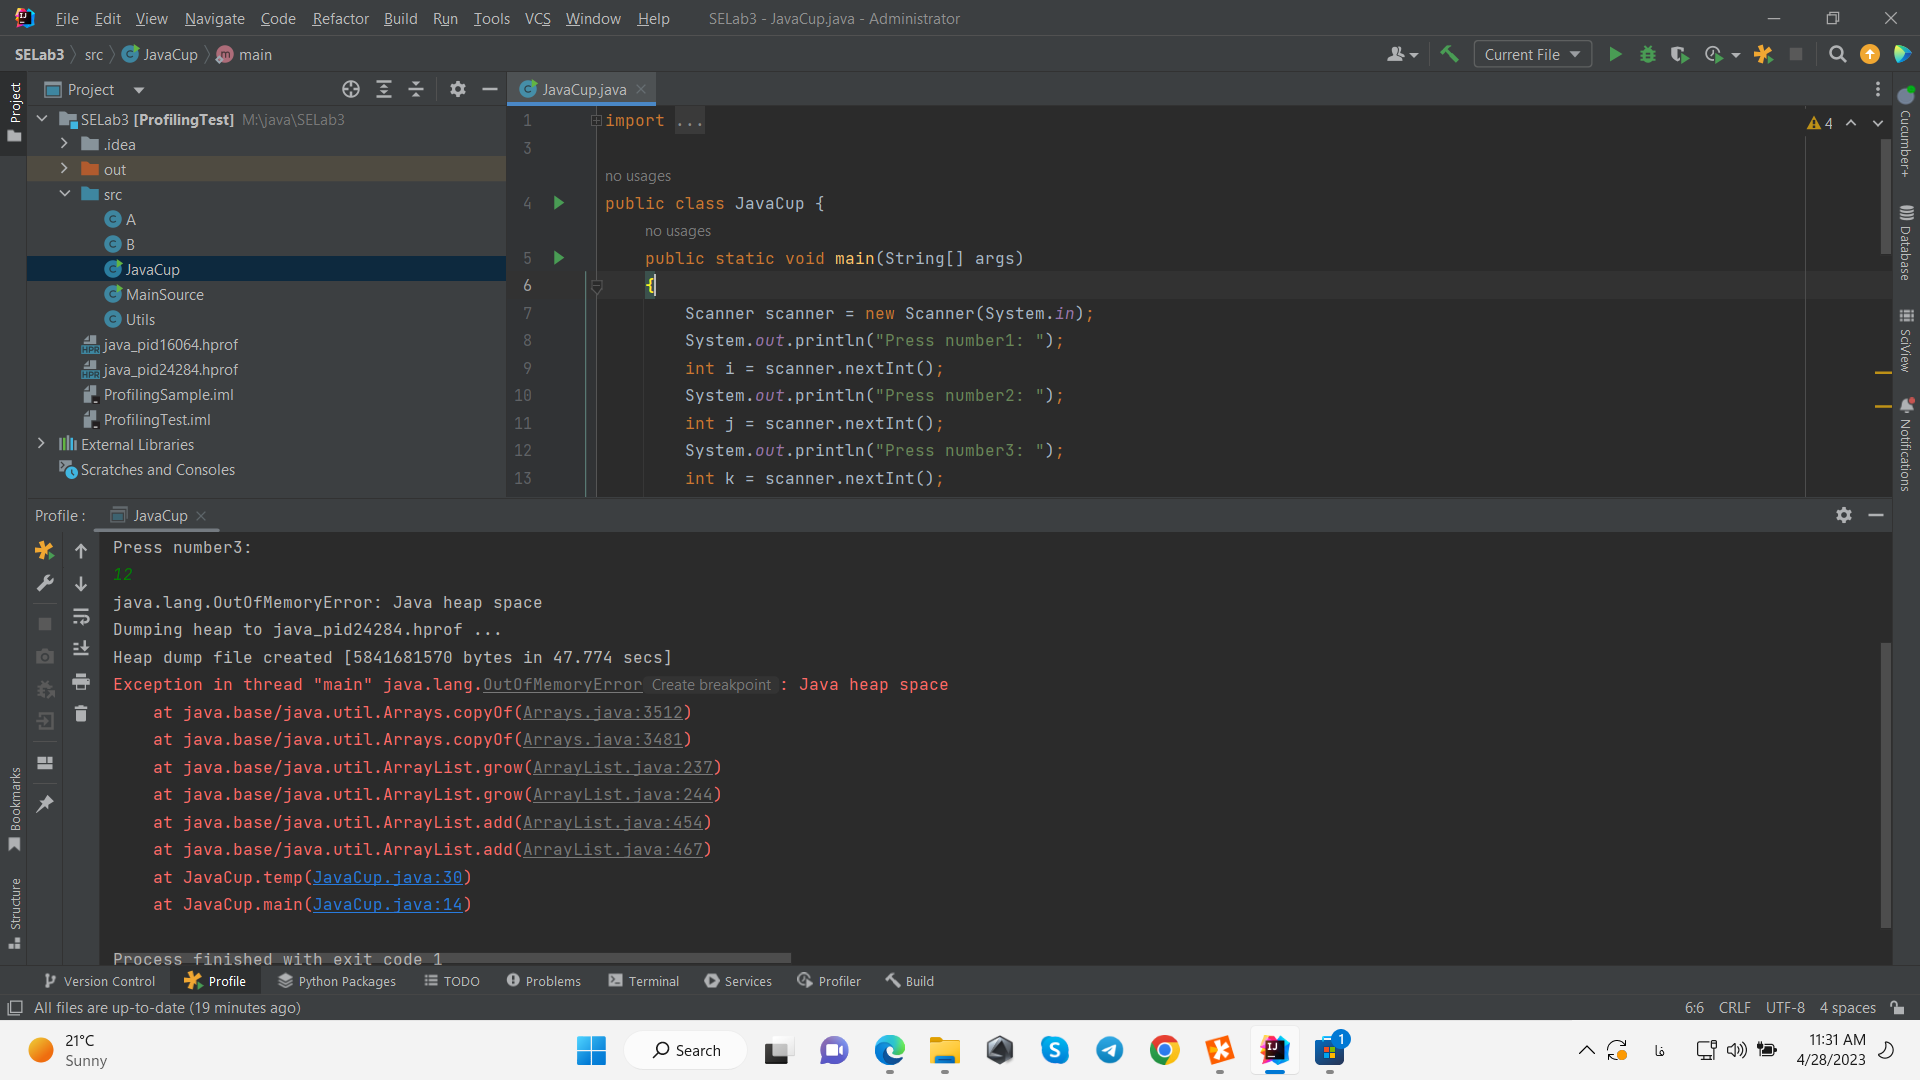 File Edit View Navigate Code Refactor Build Run Tools VCS Window Help SELab3 - JavaCup.java - Administrator
SELab3 src JavaCup m main Current File
Project
Project
JavaCup.java
SELab3 [ProfilingTest] M:\java\SELab3
.idea
out
src
A
B
JavaCup
MainSource
Utils
java_pid16064.hprof
java_pid24284.hprof
ProfilingSample.iml
ProfilingTest.iml
External Libraries
Scratches and Consoles
1 import ...
3
no usages
4 public class JavaCup {
no usages
5 public static void main(String[] args)
6 {
7 Scanner scanner = new Scanner(System.in);
8 System.out.println("Press number1: ");
9 int i = scanner.nextInt();
10 System.out.println("Press number2: ");
11 int j = scanner.nextInt();
12 System.out.println("Press number3: ");
13 int k = scanner.nextInt();
4
Cucumber+
Database
SciView
Notifications
Profile : JavaCup
Press number3:
12
java.lang.OutOfMemoryError: Java heap space
Dumping heap to java_pid24284.hprof ...
Heap dump file created [5841681570 bytes in 47.774 secs]
Exception in thread "main" java.lang.OutOfMemoryError Create breakpoint : Java heap space
at java.base/java.util.Arrays.copyOf(Arrays.java:3512)
at java.base/java.util.Arrays.copyOf(Arrays.java:3481)
at java.base/java.util.ArrayList.grow(ArrayList.java:237)
at java.base/java.util.ArrayList.grow(ArrayList.java:244)
at java.base/java.util.ArrayList.add(ArrayList.java:454)
at java.base/java.util.ArrayList.add(ArrayList.java:467)
at JavaCup.temp(JavaCup.java:30)
at JavaCup.main(JavaCup.java:14)
Process finished with exit code 1
Bookmarks
Structure
Version Control Profile Python Packages TODO Problems Terminal Services Profiler Build
All files are up-to-date (19 minutes ago) 6:6 CRLF UTF-8 4 spaces
21°C
Sunny
Search
1
فا
11:31 AM
4/28/2023